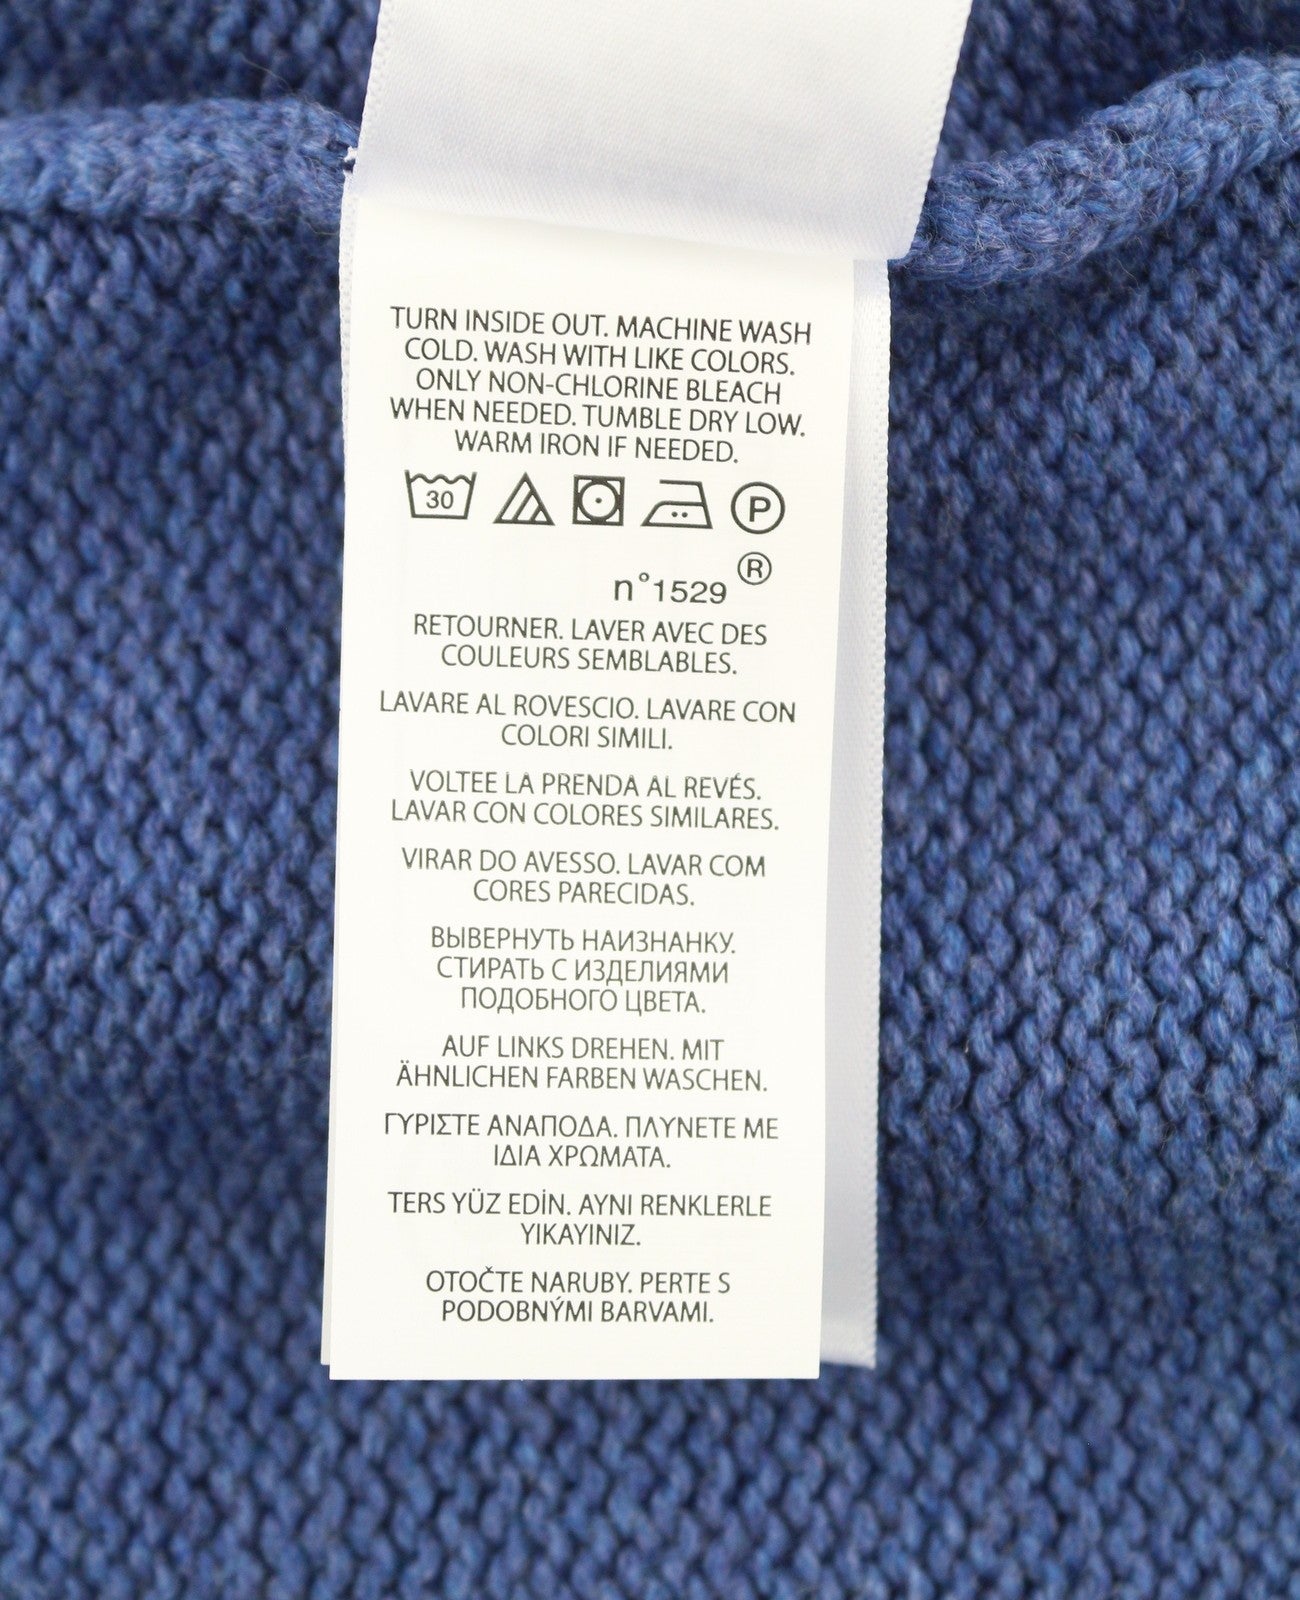 TURN INSIDE OUT. MACHINE WASH
COLD. WASH WITH LIKE COLORS.
ONLY NON-CHLORINE BLEACH
WHEN NEEDED. TUMBLE DRY LOW.
WARM IRON IF NEEDED.
30 P
®
n°1529
RETOURNER. LAVER AVEC DES
COULEURS SEMBLABLES.
LAVARE AL ROVESCIO. LAVARE CON
COLORI SIMILI.
VOLTEE LA PRENDA AL REVÉS.
LAVAR CON COLORES SIMILARES.
VIRAR DO AVESSO. LAVAR COM
CORES PARECIDAS.
ВЫВЕРНУТЬ НАИЗНАНКУ.
СТИРАТЬ С ИЗДЕЛИЯМИ
ПОДОБНОГО ЦВЕТА.
AUF LINKS DREHEN. MIT
ÄHNLICHEN FARBEN WASCHEN.
ΓΥΡΙΣΤΕ ΑΝΑΠΟΔΑ. ΠΛΥΝΕΤΕ ΜΕ
ΙΔΙΑ ΧΡΩΜΑΤΑ.
TERS YÜZ EDİN. AYNI RENKLERLE
YIKAYINIZ.
OTOČTE NARUBY. PERTE S
PODOBNÝMI BARVAMI.